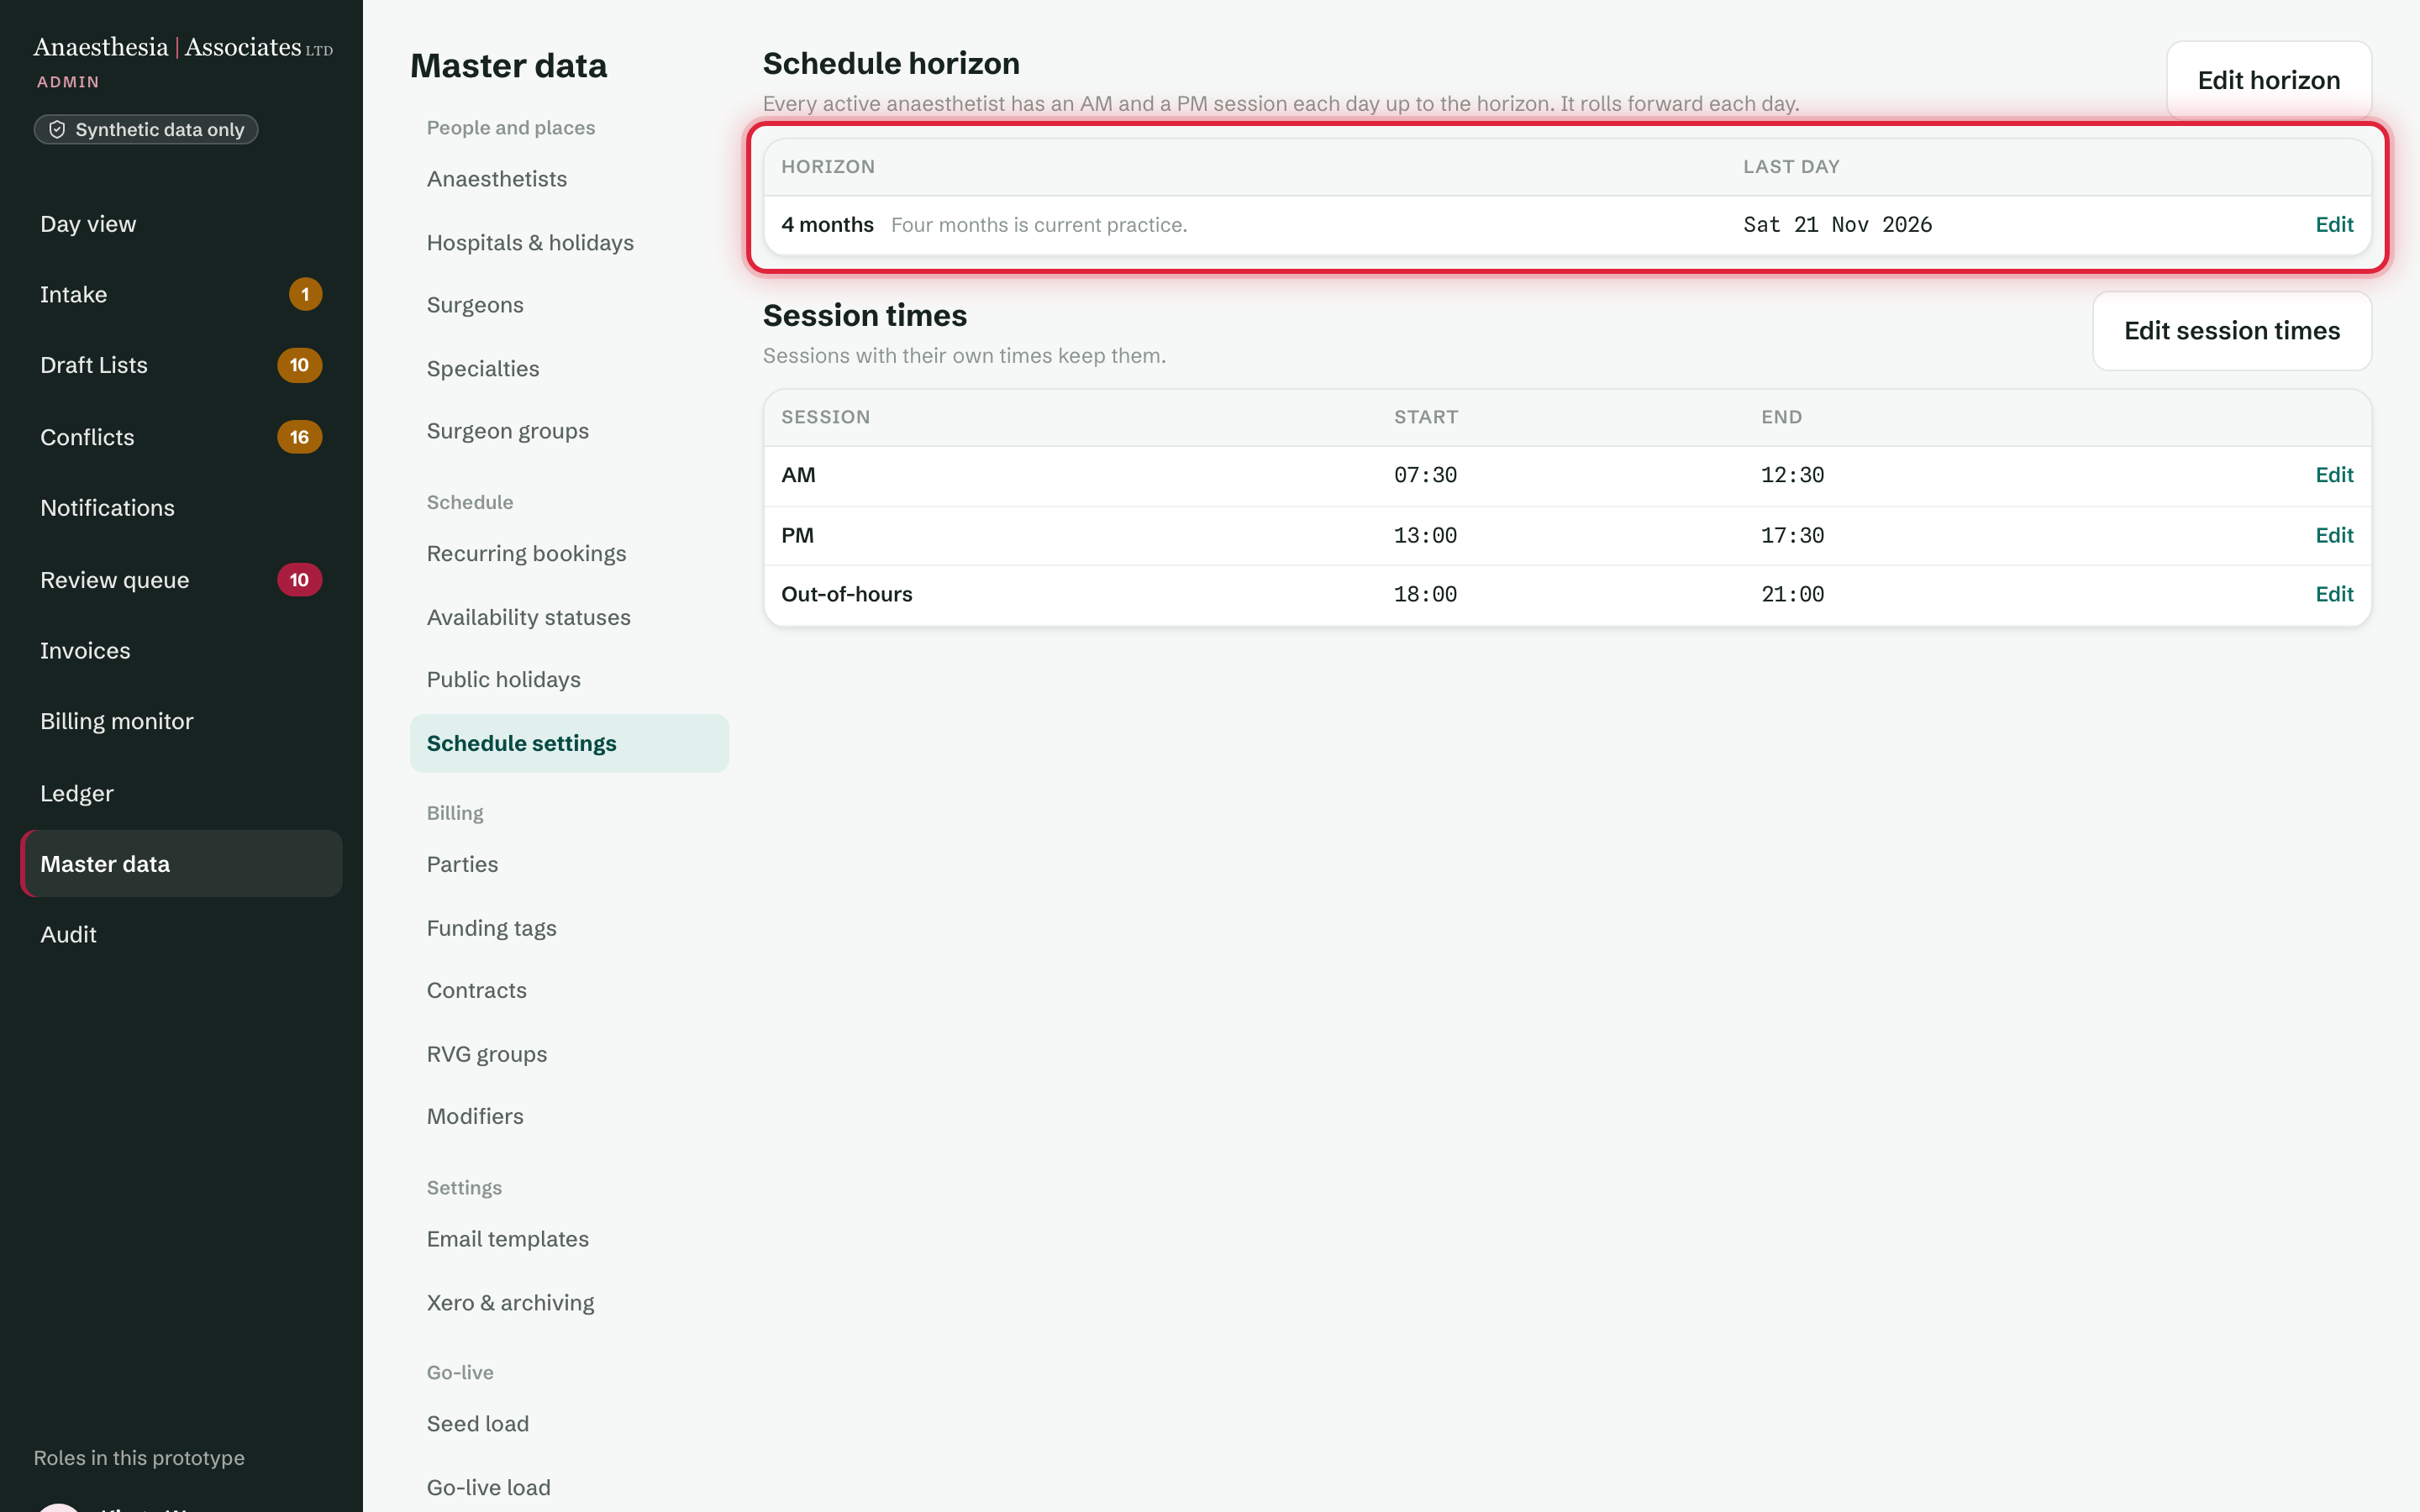 Anaesthesia | Associates LTD
ADMIN
Synthetic data only
Day view
Intake 1
Draft Lists 10
Conflicts 16
Notifications
Review queue 10
Invoices
Billing monitor
Ledger
Master data
Audit
Roles in this prototype
Master data
People and places
Anaesthetists
Hospitals & holidays
Surgeons
Specialties
Surgeon groups
Schedule
Recurring bookings
Availability statuses
Public holidays
Schedule settings
Billing
Parties
Funding tags
Contracts
RVG groups
Modifiers
Settings
Email templates
Xero & archiving
Go-live
Seed load
Go-live load
Schedule horizon
Edit horizon
Every active anaesthetist has an AM and a PM session each day up to the horizon. It rolls forward each day.
HORIZON LAST DAY
4 months Four months is current practice. Sat 21 Nov 2026 Edit
Session times
Edit session times
Sessions with their own times keep them.
SESSION START END
AM 07:30 12:30 Edit
PM 13:00 17:30 Edit
Out-of-hours 18:00 21:00 Edit